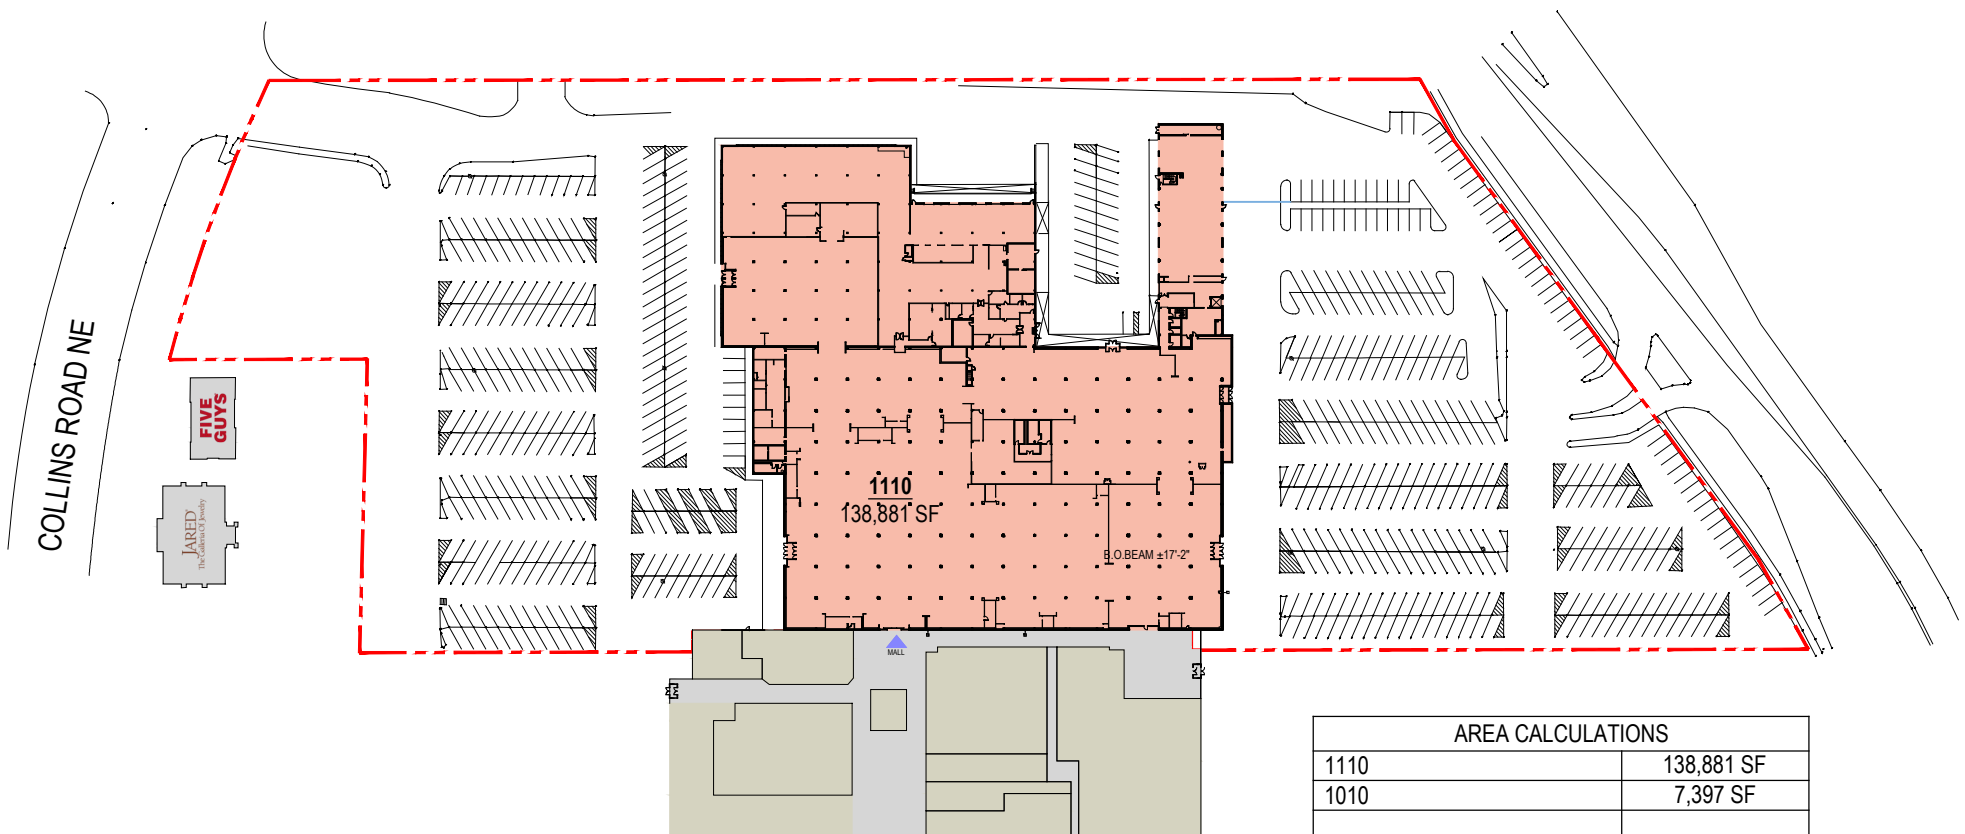 COLLINS ROAD NE
FIVE
GUYS
JARED
The Galleria Of Jewelry
1110
138,881 SF
B.O.BEAM ±17'-2"
MALL
AREA CALCULATIONS
1110 138,881 SF
1010 7,397 SF